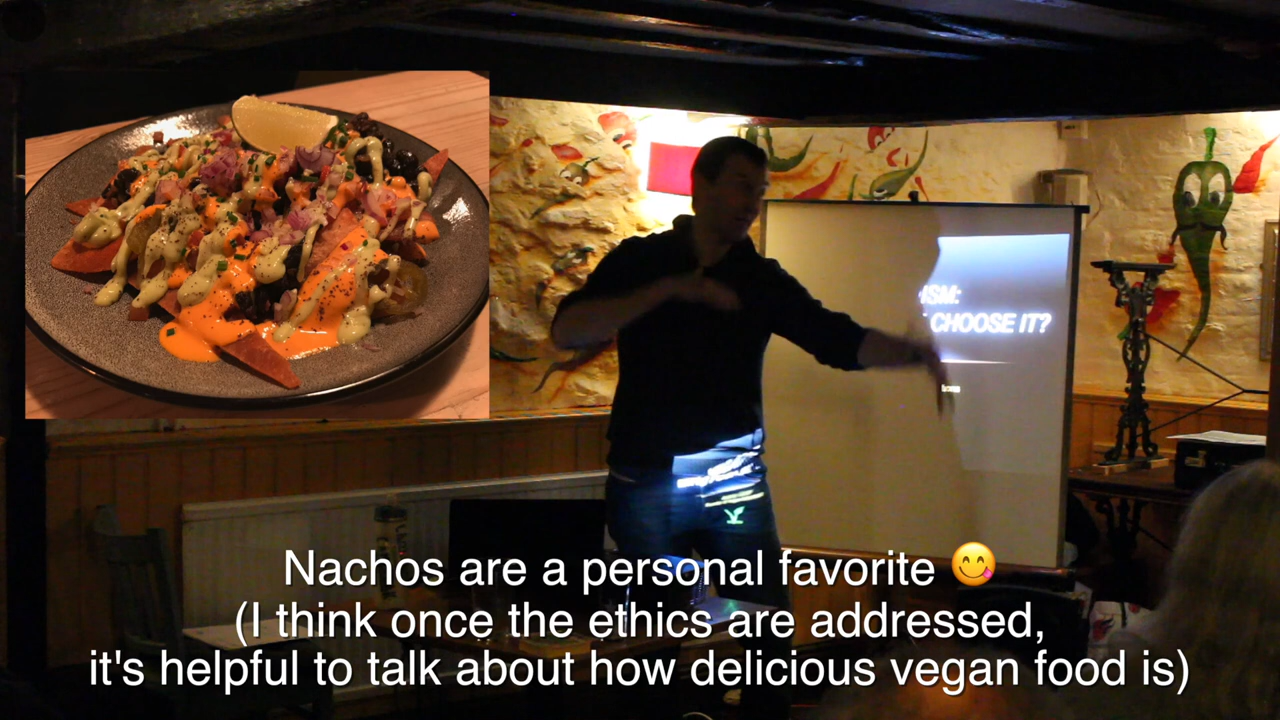 ISM:
CHOOSE IT?
Nachos are a personal favorite 😋
(I think once the ethics are addressed,
it's helpful to talk about how delicious vegan food is)